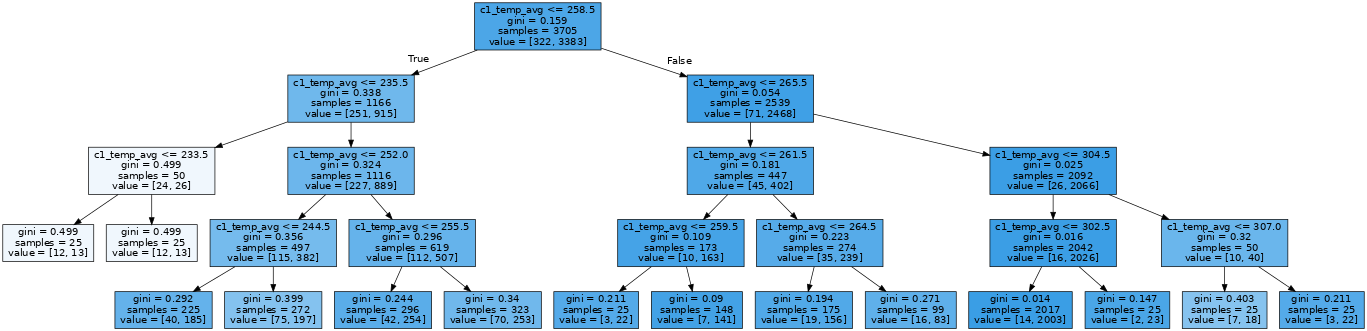 c1_temp_avg <= 258.5
gini = 0.159
samples = 3705
value = [322, 3383]
True
False
c1_temp_avg <= 235.5
gini = 0.338
samples = 1166
value = [251, 915]
c1_temp_avg <= 265.5
gini = 0.054
samples = 2539
value = [71, 2468]
c1_temp_avg <= 233.5
gini = 0.499
samples = 50
value = [24, 26]
c1_temp_avg <= 252.0
gini = 0.324
samples = 1116
value = [227, 889]
c1_temp_avg <= 261.5
gini = 0.181
samples = 447
value = [45, 402]
c1_temp_avg <= 304.5
gini = 0.025
samples = 2092
value = [26, 2066]
gini = 0.499
samples = 25
value = [12, 13]
gini = 0.499
samples = 25
value = [12, 13]
c1_temp_avg <= 244.5
gini = 0.356
samples = 497
value = [115, 382]
c1_temp_avg <= 255.5
gini = 0.296
samples = 619
value = [112, 507]
c1_temp_avg <= 259.5
gini = 0.109
samples = 173
value = [10, 163]
c1_temp_avg <= 264.5
gini = 0.223
samples = 274
value = [35, 239]
c1_temp_avg <= 302.5
gini = 0.016
samples = 2042
value = [16, 2026]
c1_temp_avg <= 307.0
gini = 0.32
samples = 50
value = [10, 40]
gini = 0.292
samples = 225
value = [40, 185]
gini = 0.399
samples = 272
value = [75, 197]
gini = 0.244
samples = 296
value = [42, 254]
gini = 0.34
samples = 323
value = [70, 253]
gini = 0.211
samples = 25
value = [3, 22]
gini = 0.09
samples = 148
value = [7, 141]
gini = 0.194
samples = 175
value = [19, 156]
gini = 0.271
samples = 99
value = [16, 83]
gini = 0.014
samples = 2017
value = [14, 2003]
gini = 0.147
samples = 25
value = [2, 23]
gini = 0.403
samples = 25
value = [7, 18]
gini = 0.211
samples = 25
value = [3, 22]